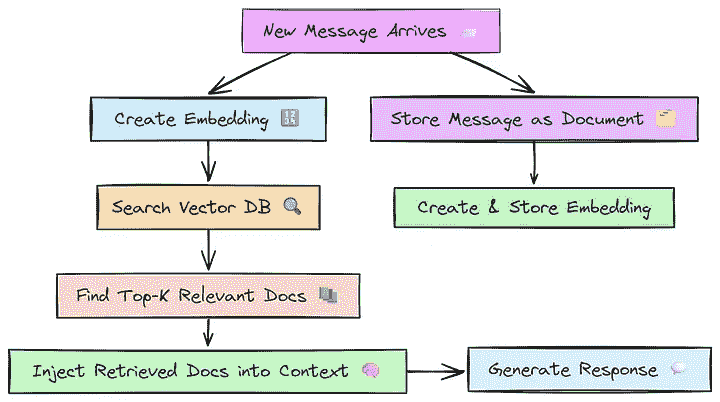 New Message Arrives
Create Embedding
Store Message as Document
Search Vector DB
Create & Store Embedding
Find Top-K Relevant Docs
Inject Retrieved Docs into Context
Generate Response